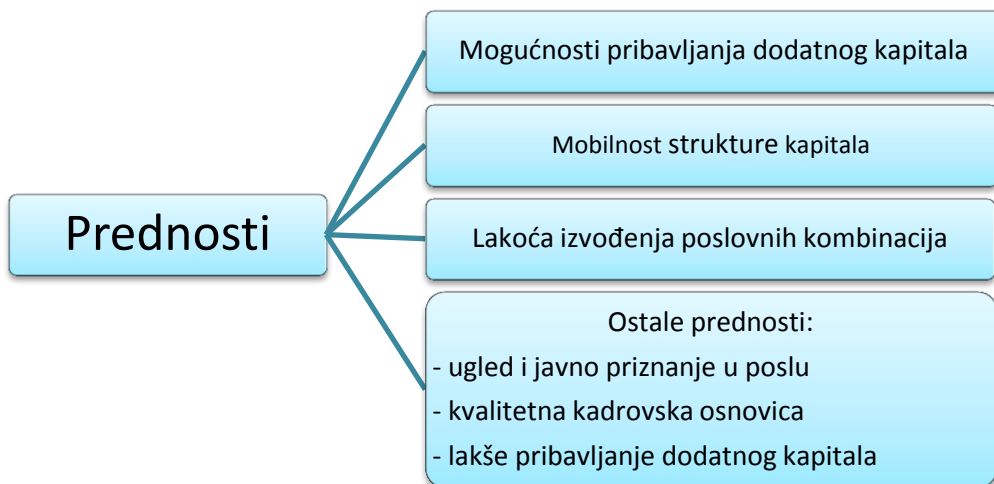 Prednosti
Mogućnosti pribavljanja dodatnog kapitala
Mobilnost strukture kapitala
Lakoća izvođenja poslovnih kombinacija
Ostale prednosti:
- ugled i javno priznanje u poslu
- kvalitetna kadrovska osnovica
- lakše pribavljanje dodatnog kapitala